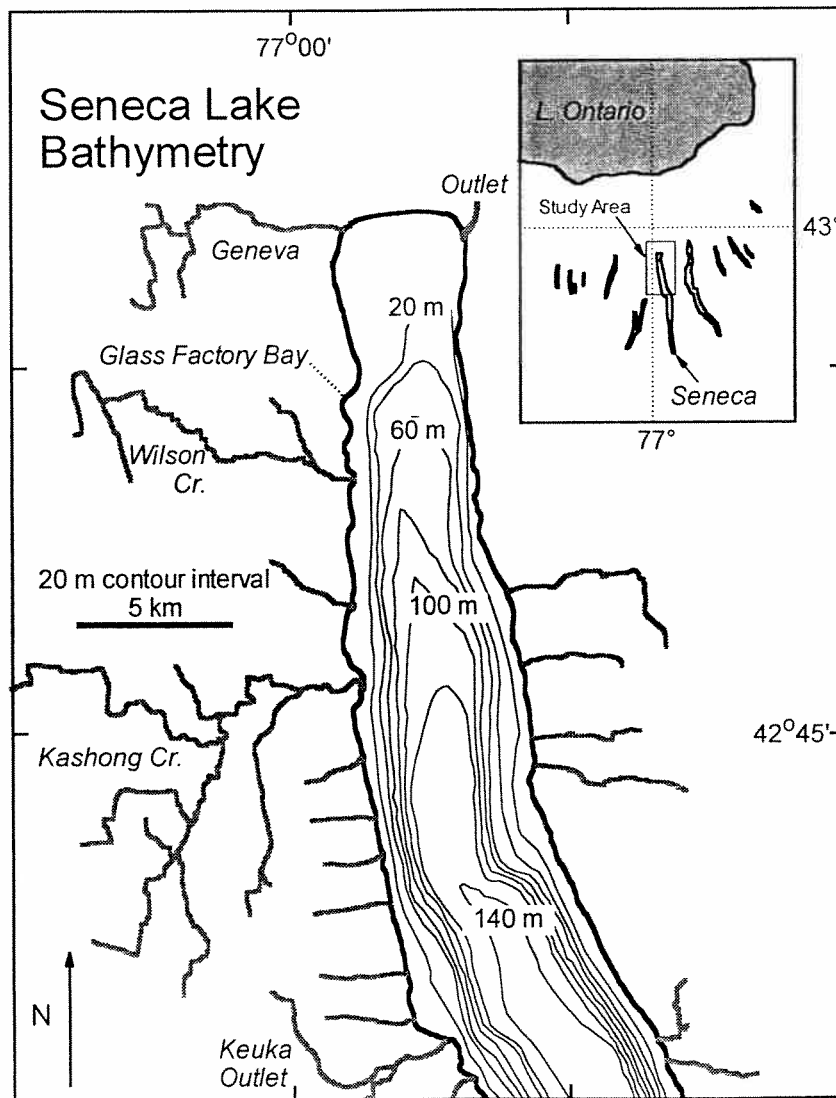 77°00'
Seneca Lake
Bathymetry
Outlet
Geneva
Glass Factory Bay
Wilson
Cr.
20 m contour interval
5 km
Kashong Cr.
N
Keuka
Outlet
20 m
60 m
100 m
140 m
42°45'
L. Ontario
Study Area
43°
Seneca
77°